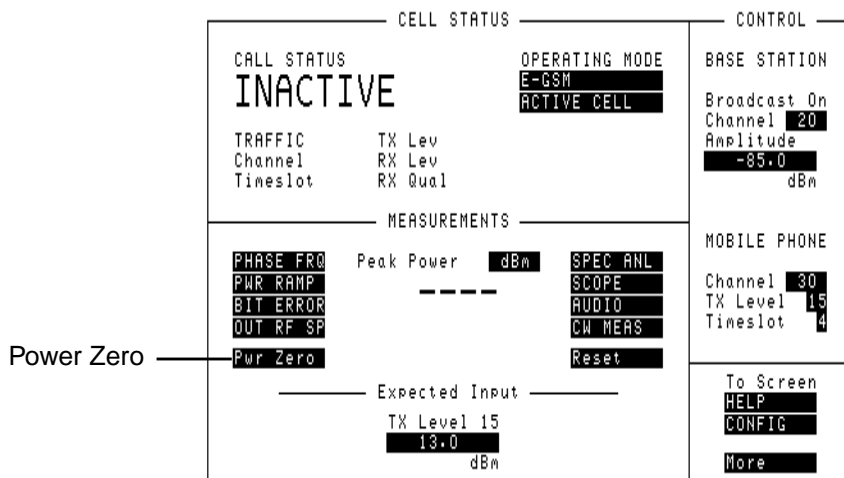 CELL STATUS
CALL STATUS
INACTIVE
OPERATING MODE
E-GSM
ACTIVE CELL
TRAFFIC TX Lev
Channel RX Lev
Timeslot RX Qual
MEASUREMENTS
PHASE FRQ
PWR RAMP
BIT ERROR
OUT RF SP
Pwr Zero
Peak Power dBm
----
SPEC ANL
SCOPE
AUDIO
CW MEAS
Reset
Power Zero
Expected Input
TX Level 15
13.0
dBm
CONTROL
BASE STATION
Broadcast On
Channel 20
Amplitude
-85.0
dBm
MOBILE PHONE
Channel 30
TX Level 15
Timeslot 4
To Screen
HELP
CONFIG
More